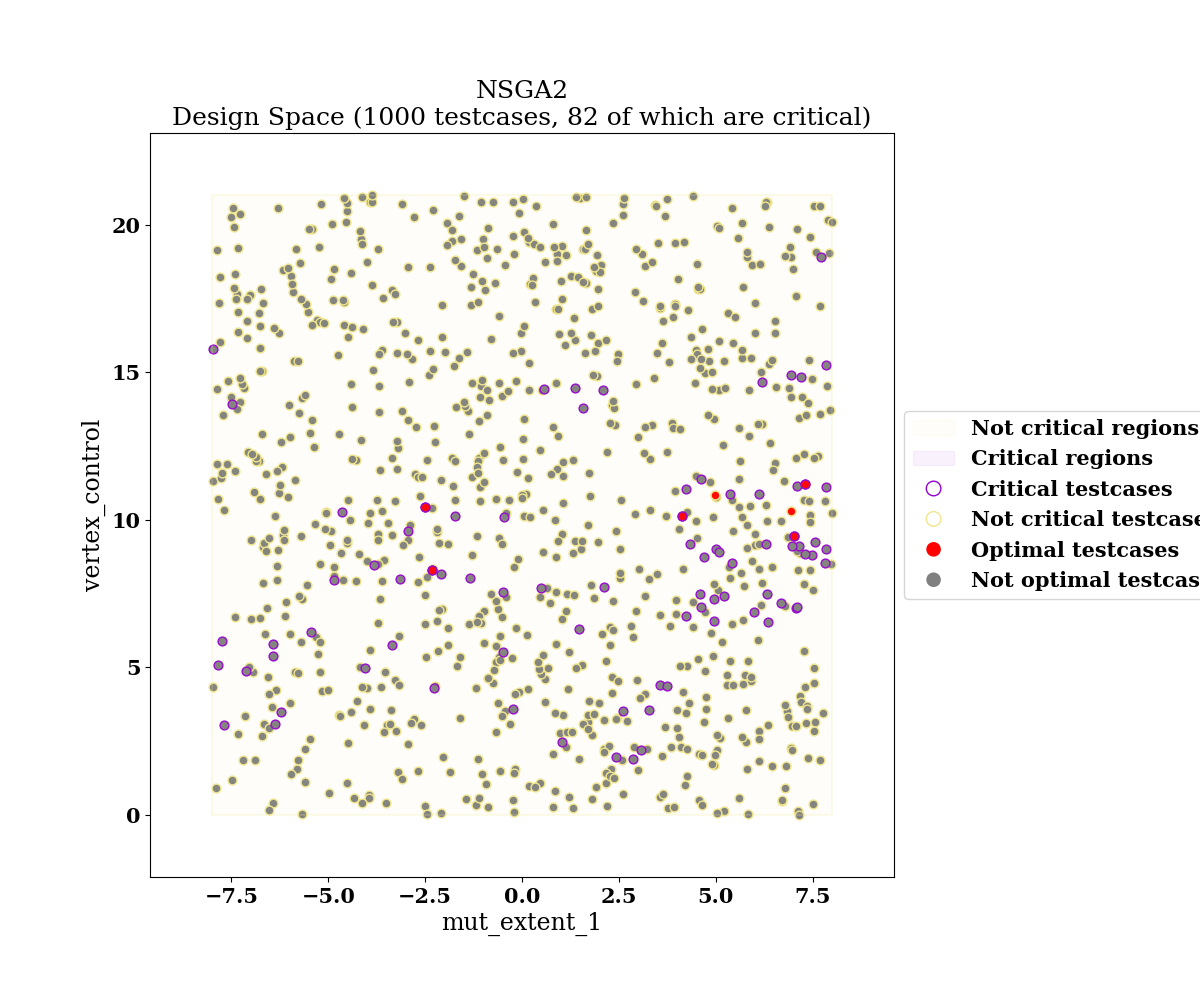 NSGA2
Design Space (1000 testcases, 82 of which are critical)
vertex_control
20
15
10
5
0
−7.5
−5.0
−2.5
0.0
2.5
5.0
7.5
mut_extent_1
Not critical regions
Critical regions
Critical testcases
Not critical testcase
Optimal testcases
Not optimal testcas